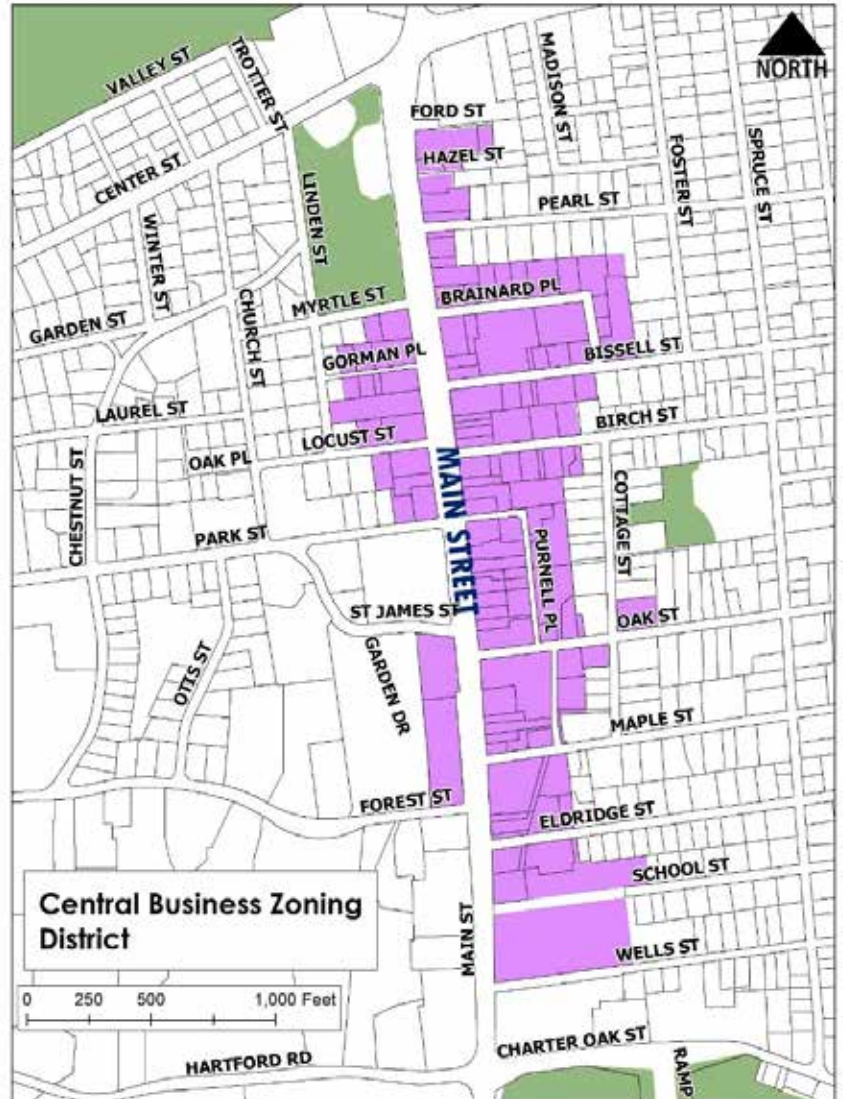 VALLEY ST
TROTTER ST
MADISON ST
NORTH
FORD ST
HAZEL ST
FOSTER ST
SPRUCE ST
CENTER ST
LINDEN ST
PEARL ST
WINTER ST
BRAINARD PL
MYRTLE ST
GARDEN ST
CHURCH ST
GORMAN PL
BISSELL ST
LAUREL ST
LOCUST ST
BIRCH ST
OAK PL
CHESTNUT ST
MAIN STREET
COTTAGE ST
PARK ST
PURNELL PL
ST JAMES ST
OAK ST
OTIS ST
GARDEN DR
MAPLE ST
FOREST ST
ELDRIDGE ST
SCHOOL ST
Central Business Zoning
District
MAIN ST
WELLS ST
0 250 500 1,000 Feet
CHARTER OAK ST
HARTFORD RD
RAMP